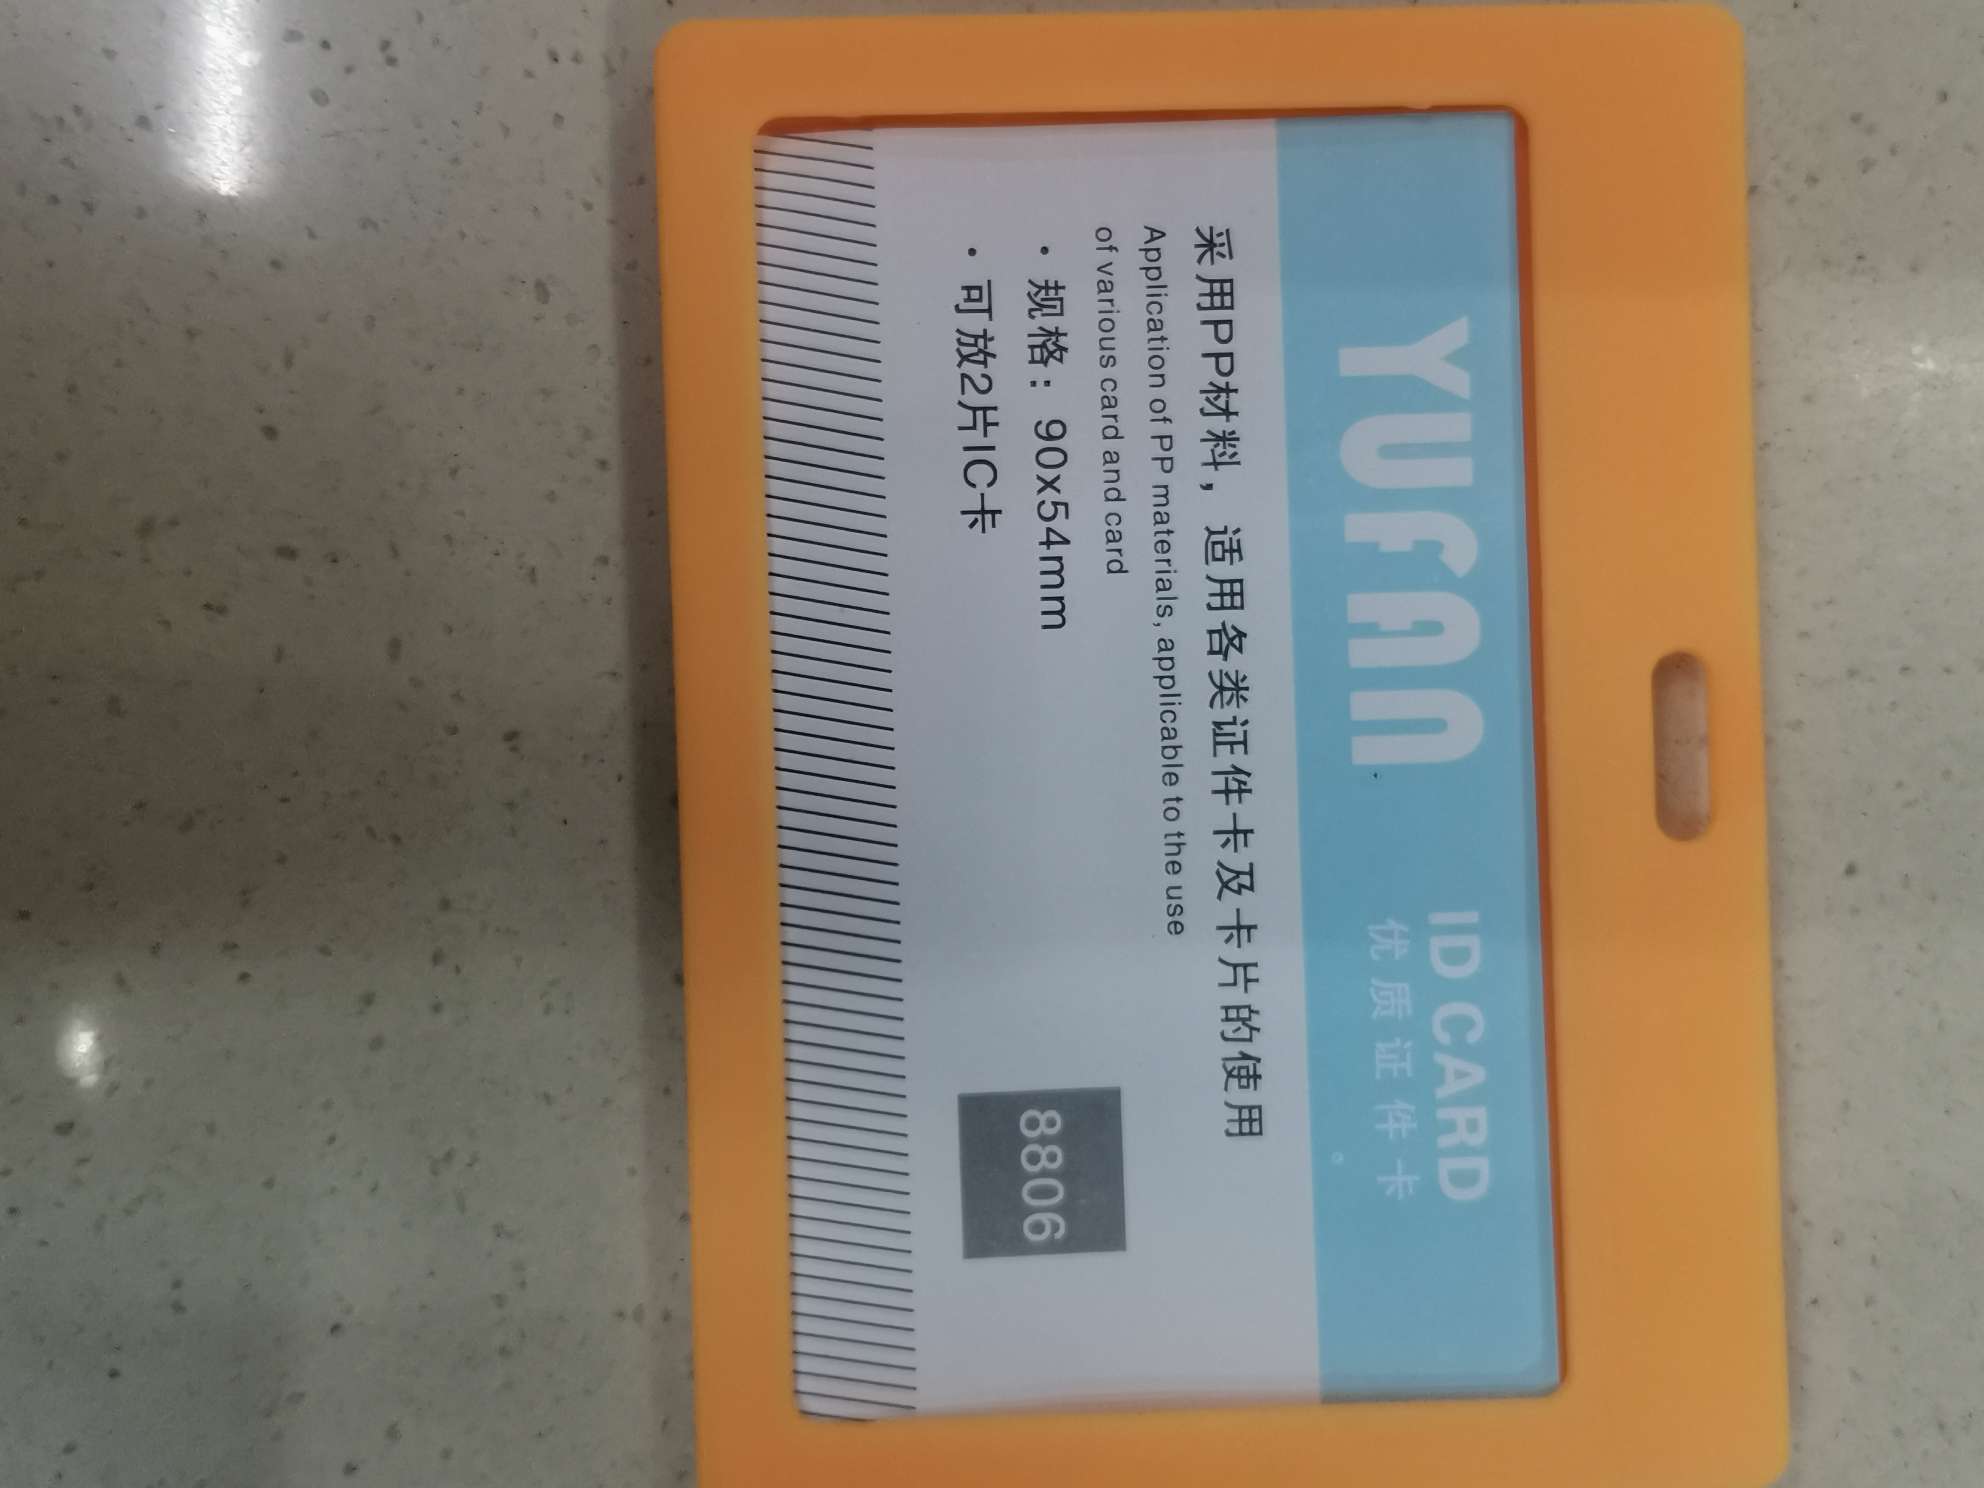 YUFAN
ID CARD
优质证件卡
采用PP材料，适用各类证件卡及卡片的使用
Application of PP materials, applicable to the use
of various card and card
· 规格：90x54mm
· 可放2片IC卡
8806